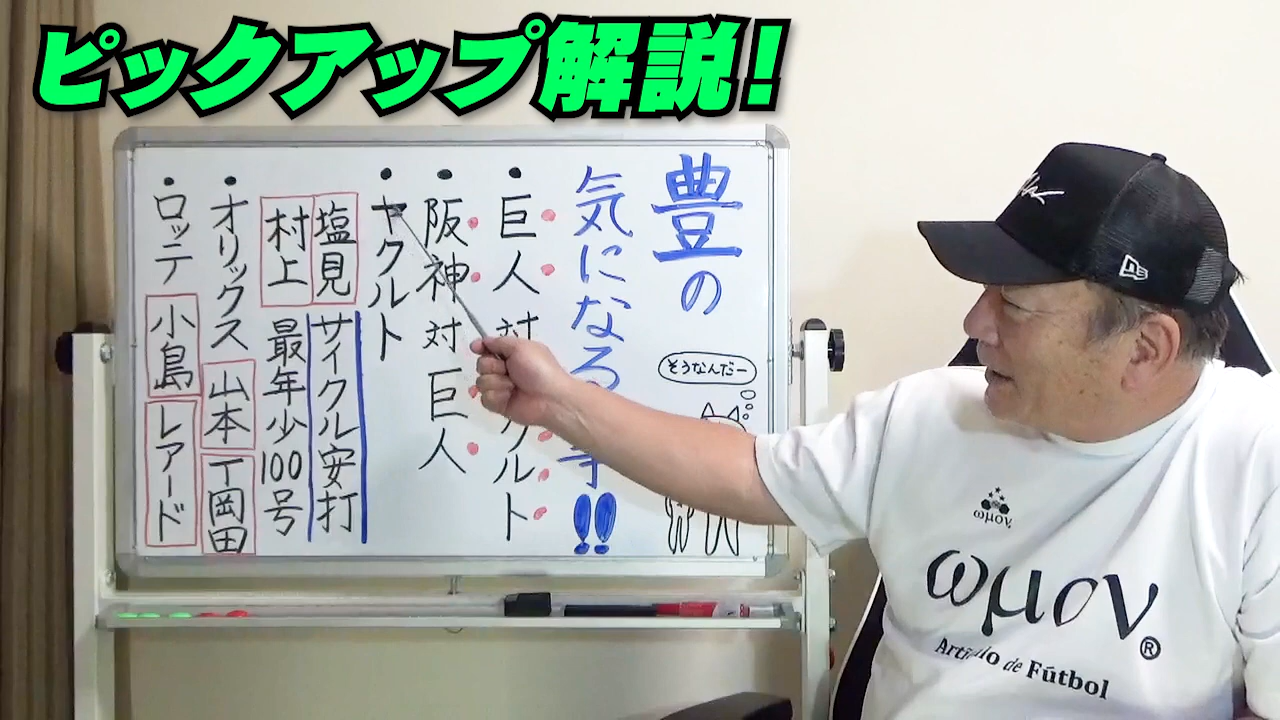 ピックアップ解説!
豊の
気になる
そうなんだー
・巨人対 クルト
・阪神対巨人
・ヤクルト
塩見 サイクル安打
村上 最年少100号
・オリックス 山本 T岡田
・ロッテ 小島 レアード
ωμον
ωμον®
Artículo de Fútbol